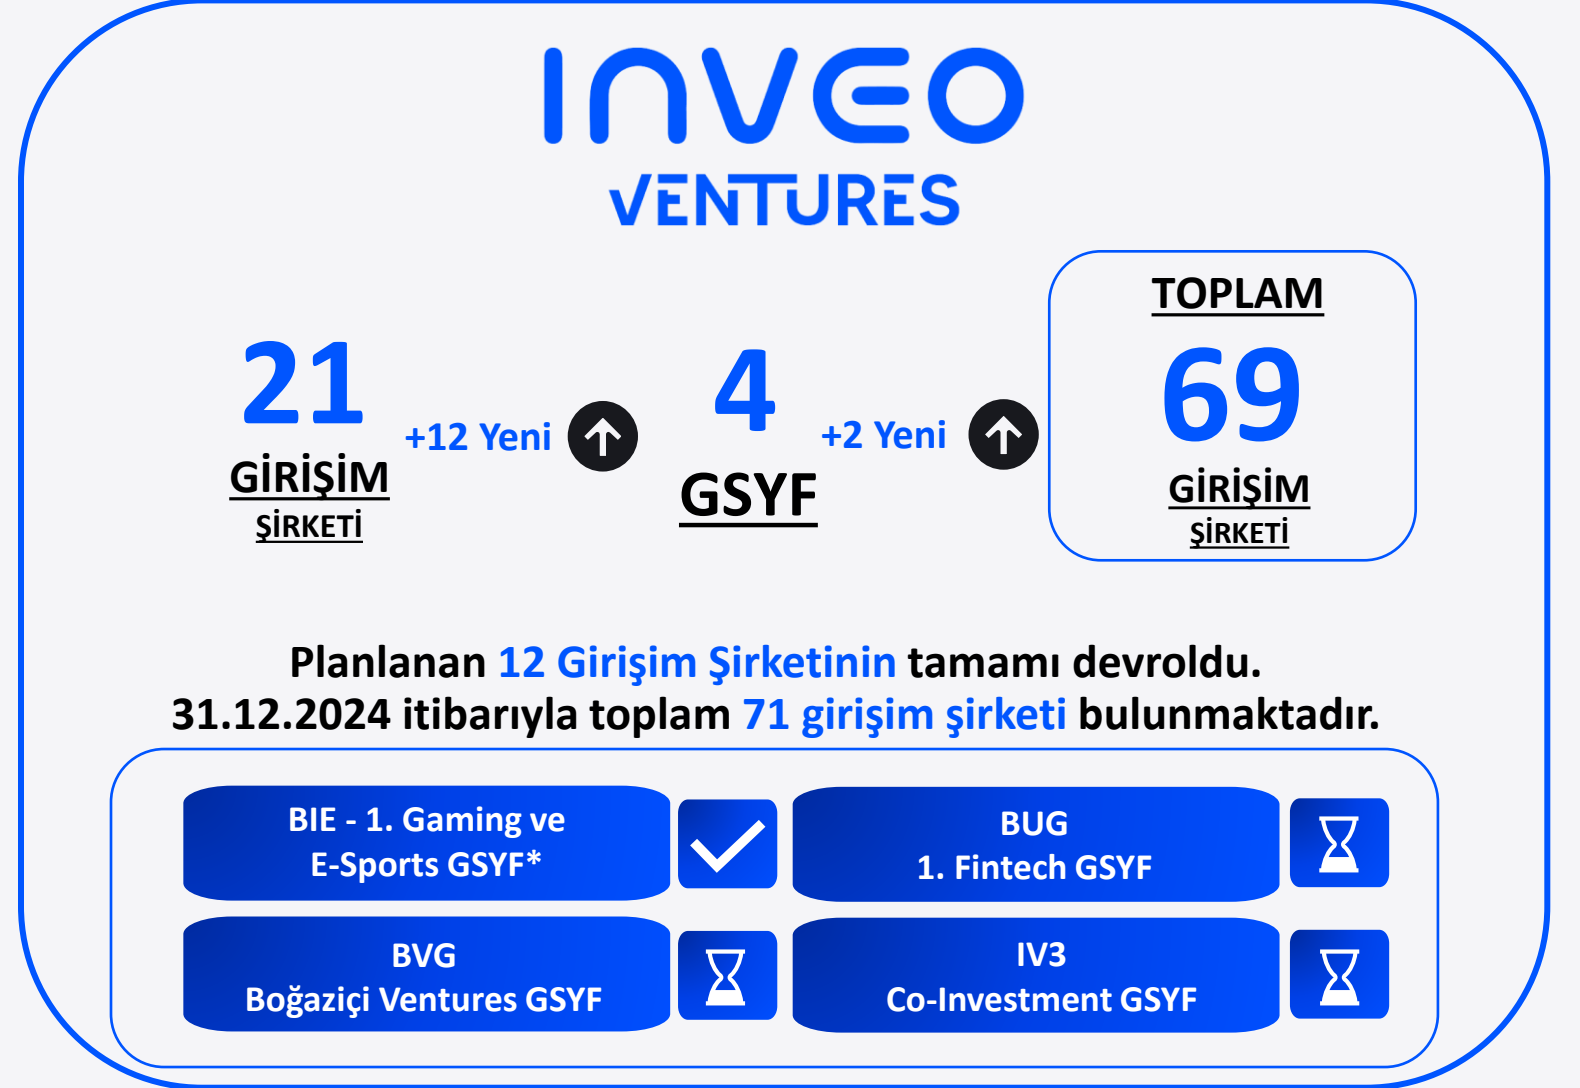 INVEO
VENTURES
21
GİRİŞİM
ŞİRKETİ
+12 Yeni
4
GSYF
+2 Yeni
TOPLAM
69
GİRİŞİM
ŞİRKETİ
Planlanan 12 Girişim Şirketinin tamamı devroldu.
31.12.2024 itibarıyla toplam 71 girişim şirketi bulunmaktadır.
BIE - 1. Gaming ve
E-Sports GSYF*
BUG
1. Fintech GSYF
BVG
Boğaziçi Ventures GSYF
IV3
Co-Investment GSYF